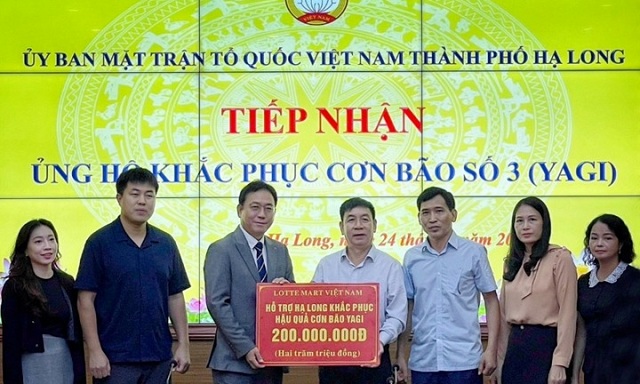 VIỆT NAM
ỦY BAN MẶT TRẬN TỔ QUỐC VIỆT NAM THÀNH PHỐ HẠ LONG
TIẾP NHẬN
ỦNG HỘ KHẮC PHỤC CƠN BÃO SỐ 3 (YAGI)
Hạ Long, 24
LOTTE MART VIỆT NAM
HỖ TRỢ HẠ LONG KHẮC PHỤC
HẬU QUẢ CƠN BÃO YAGI
200.000.000Đ
(Hai trăm triệu đồng)